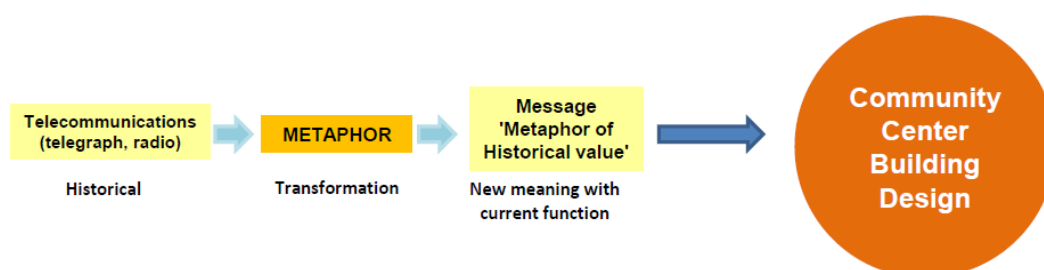 Telecommunications
(telegraph, radio)
Historical
METAPHOR
Transformation
Message
'Metaphor of
Historical value'
New meaning with
current function
Community
Center
Building
Design